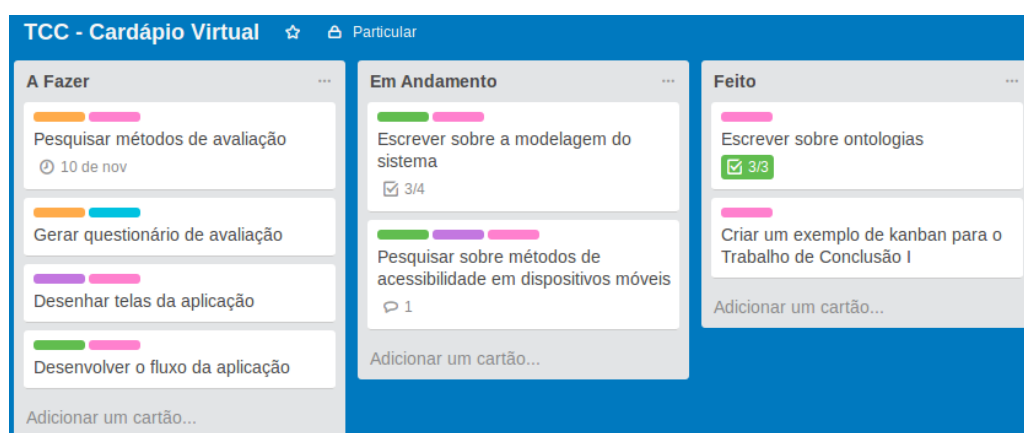 TCC - Cardápio Virtual
Particular
A Fazer
Pesquisar métodos de avaliação
10 de nov
Gerar questionário de avaliação
Desenhar telas da aplicação
Desenvolver o fluxo da aplicação
Adicionar um cartão...
Em Andamento
Escrever sobre a modelagem do
sistema
3/4
Pesquisar sobre métodos de
acessibilidade em dispositivos móveis
1
Adicionar um cartão...
Feito
Escrever sobre ontologias
3/3
Criar um exemplo de kanban para o
Trabalho de Conclusão I
Adicionar um cartão...